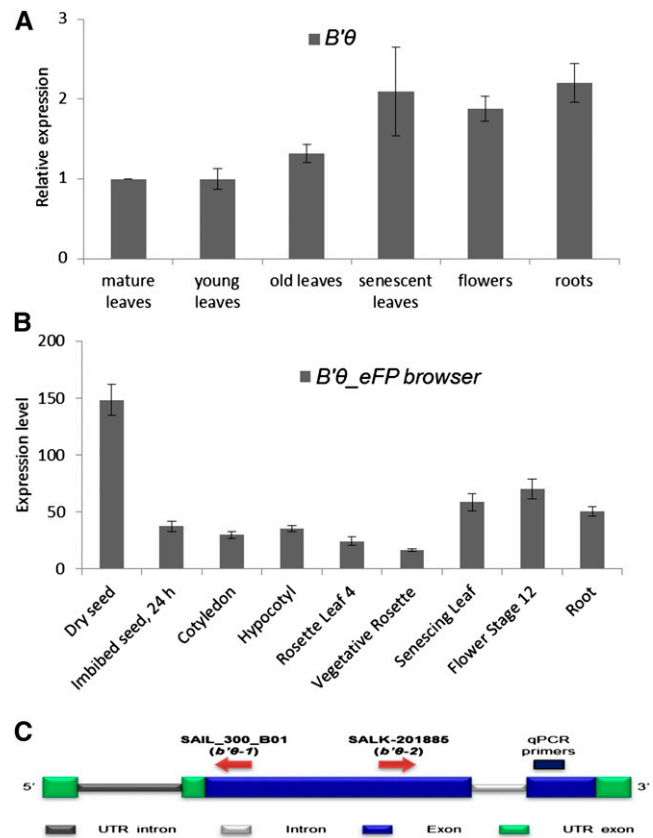 A
3
2
1
0
Relative expression
B'θ
mature leaves
young leaves
old leaves
senescent leaves
flowers
roots
B
200
150
100
50
0
Expression level
B'θ_eFP browser
Dry seed
Imbibed seed, 24 h
Cotyledon
Hypocotyl
Rosette Leaf 4
Vegetative Rosette
Senescing Leaf
Flower Stage 12
Root
C
SAIL_300_B01
(b'θ-1)
SALK-201885
(b'θ-2)
qPCR
primers
5'
3'
UTR intron
Intron
Exon
UTR exon